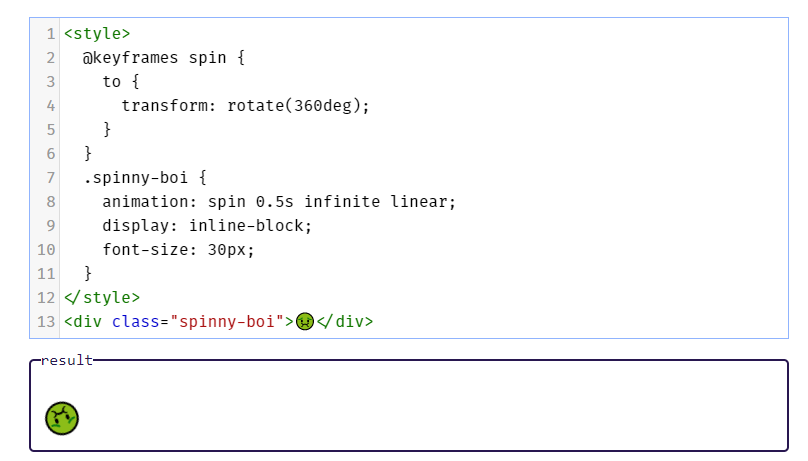 1 <style>
2 @keyframes spin {
3 to {
4 transform: rotate(360deg);
5 }
6 }
7 .spinny-boi {
8 animation: spin 0.5s infinite linear;
9 display: inline-block;
10 font-size: 30px;
11 }
12 </style>
13 <div class="spinny-boi">🤢</div>
result